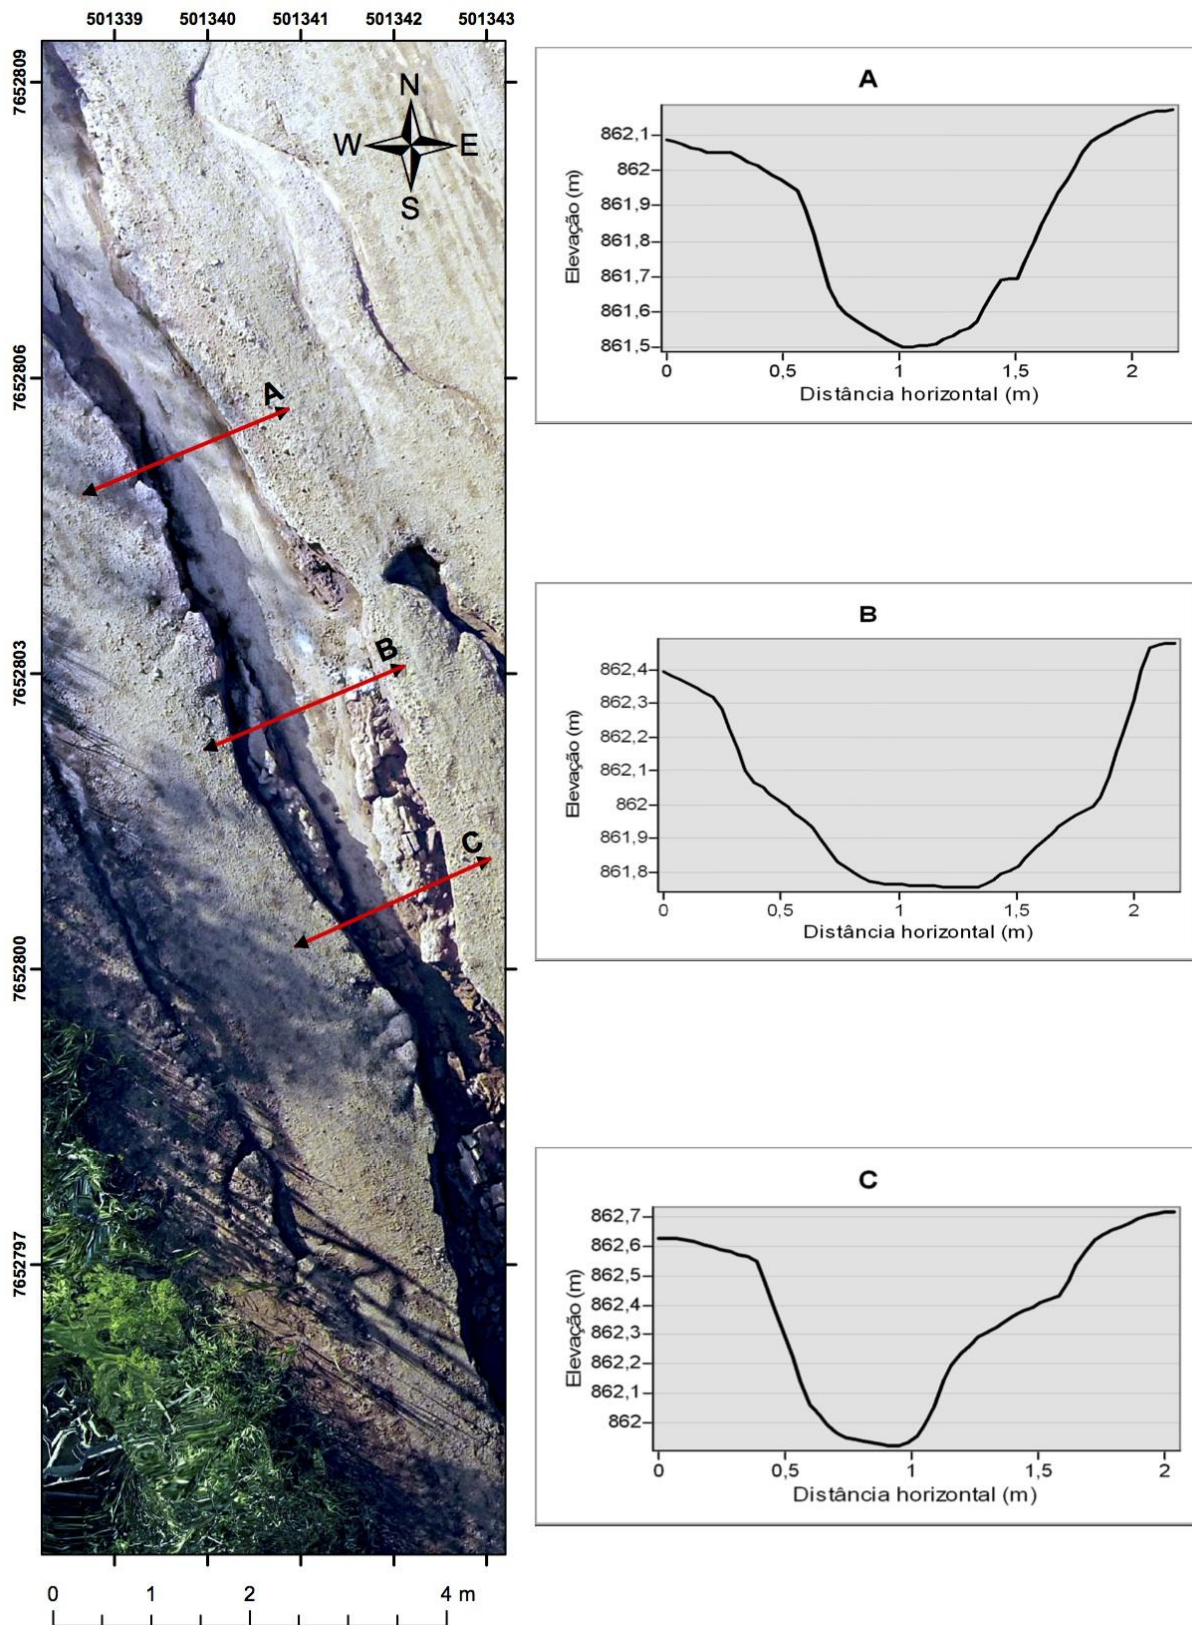 501339 501340 501341 501342 501343
7652809
7652806
7652803
7652800
7652797
N
W E
S
A
B
C
0 1 2 4 m
A
Elevação (m)
862,1
862
861,9
861,8
861,7
861,6
861,5
0 0,5 1 1,5 2
Distância horizontal (m)
B
Elevação (m)
862,4
862,3
862,2
862,1
862
861,9
861,8
0 0,5 1 1,5 2
Distância horizontal (m)
C
Elevação (m)
862,7
862,6
862,5
862,4
862,3
862,2
862,1
862
0 0,5 1 1,5 2
Distância horizontal (m)